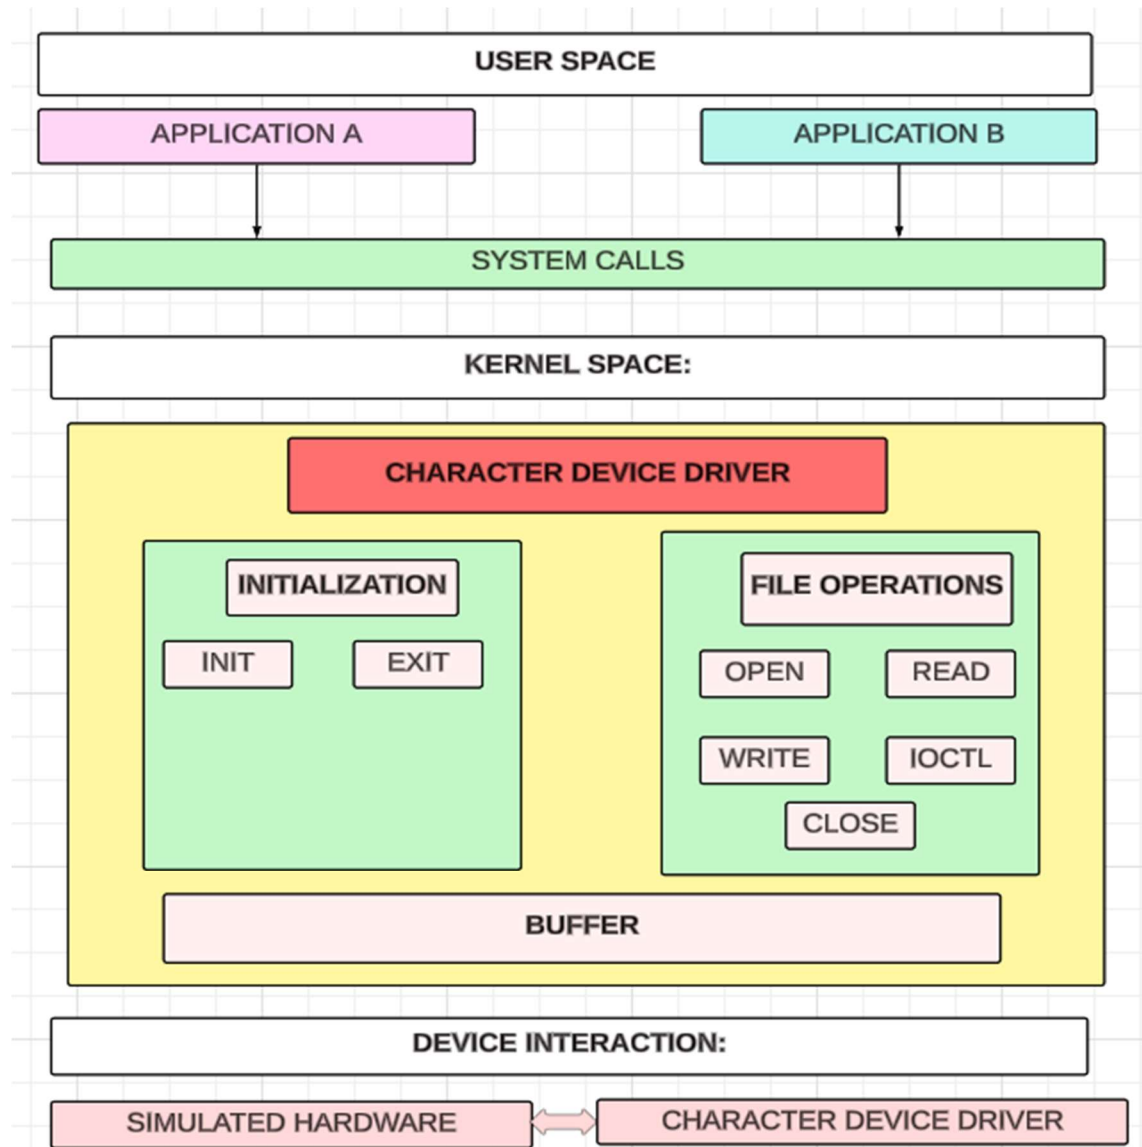 USER SPACE
APPLICATION A
APPLICATION B
SYSTEM CALLS
KERNEL SPACE:
CHARACTER DEVICE DRIVER
INITIALIZATION
INIT
EXIT
FILE OPERATIONS
OPEN
READ
WRITE
IOCTL
CLOSE
BUFFER
DEVICE INTERACTION:
SIMULATED HARDWARE
CHARACTER DEVICE DRIVER